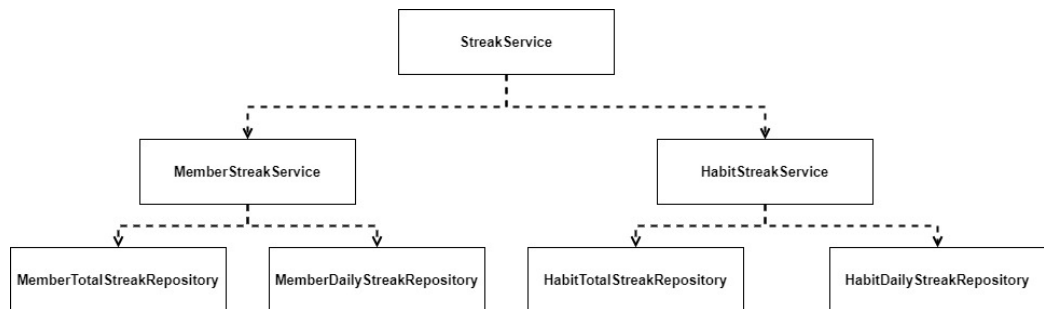 StreakService
MemberStreakService
HabitStreakService
MemberTotalStreakRepository
MemberDailyStreakRepository
HabitTotalStreakRepository
HabitDailyStreakRepository